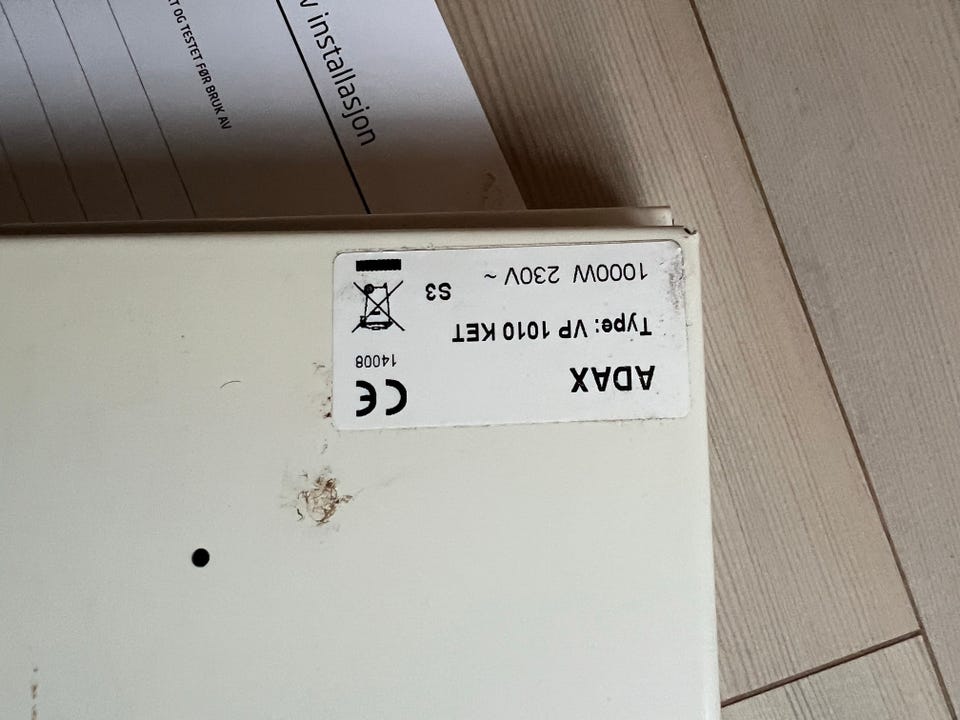 v installasjon
T OG TESTET FØR BRUK AV
ADAX
Type: VP 1010 KET
1000W 230V ~
CE
14008
S3